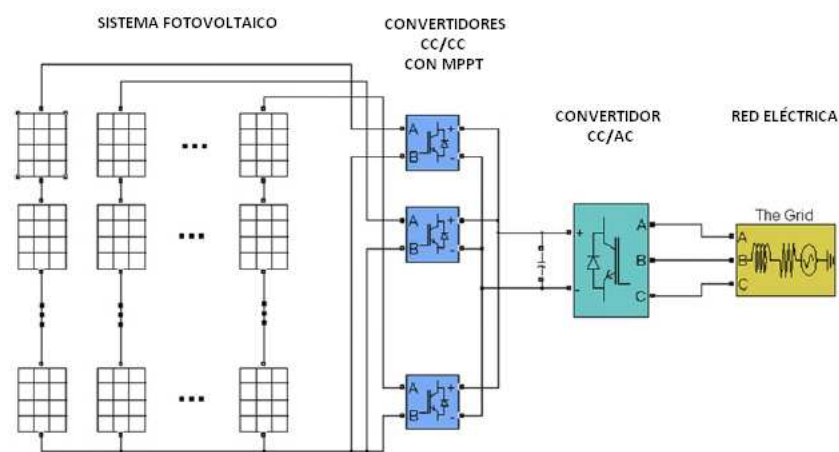 SISTEMA FOTOVOLTAICO
CONVERTIDORES
CC/CC
CON MPPT
CONVERTIDOR
CC/AC
RED ELÉCTRICA
The Grid
A
+
B
-
A
+
B
-
A
+
B
-
+
-
A
B
C
A
B
C